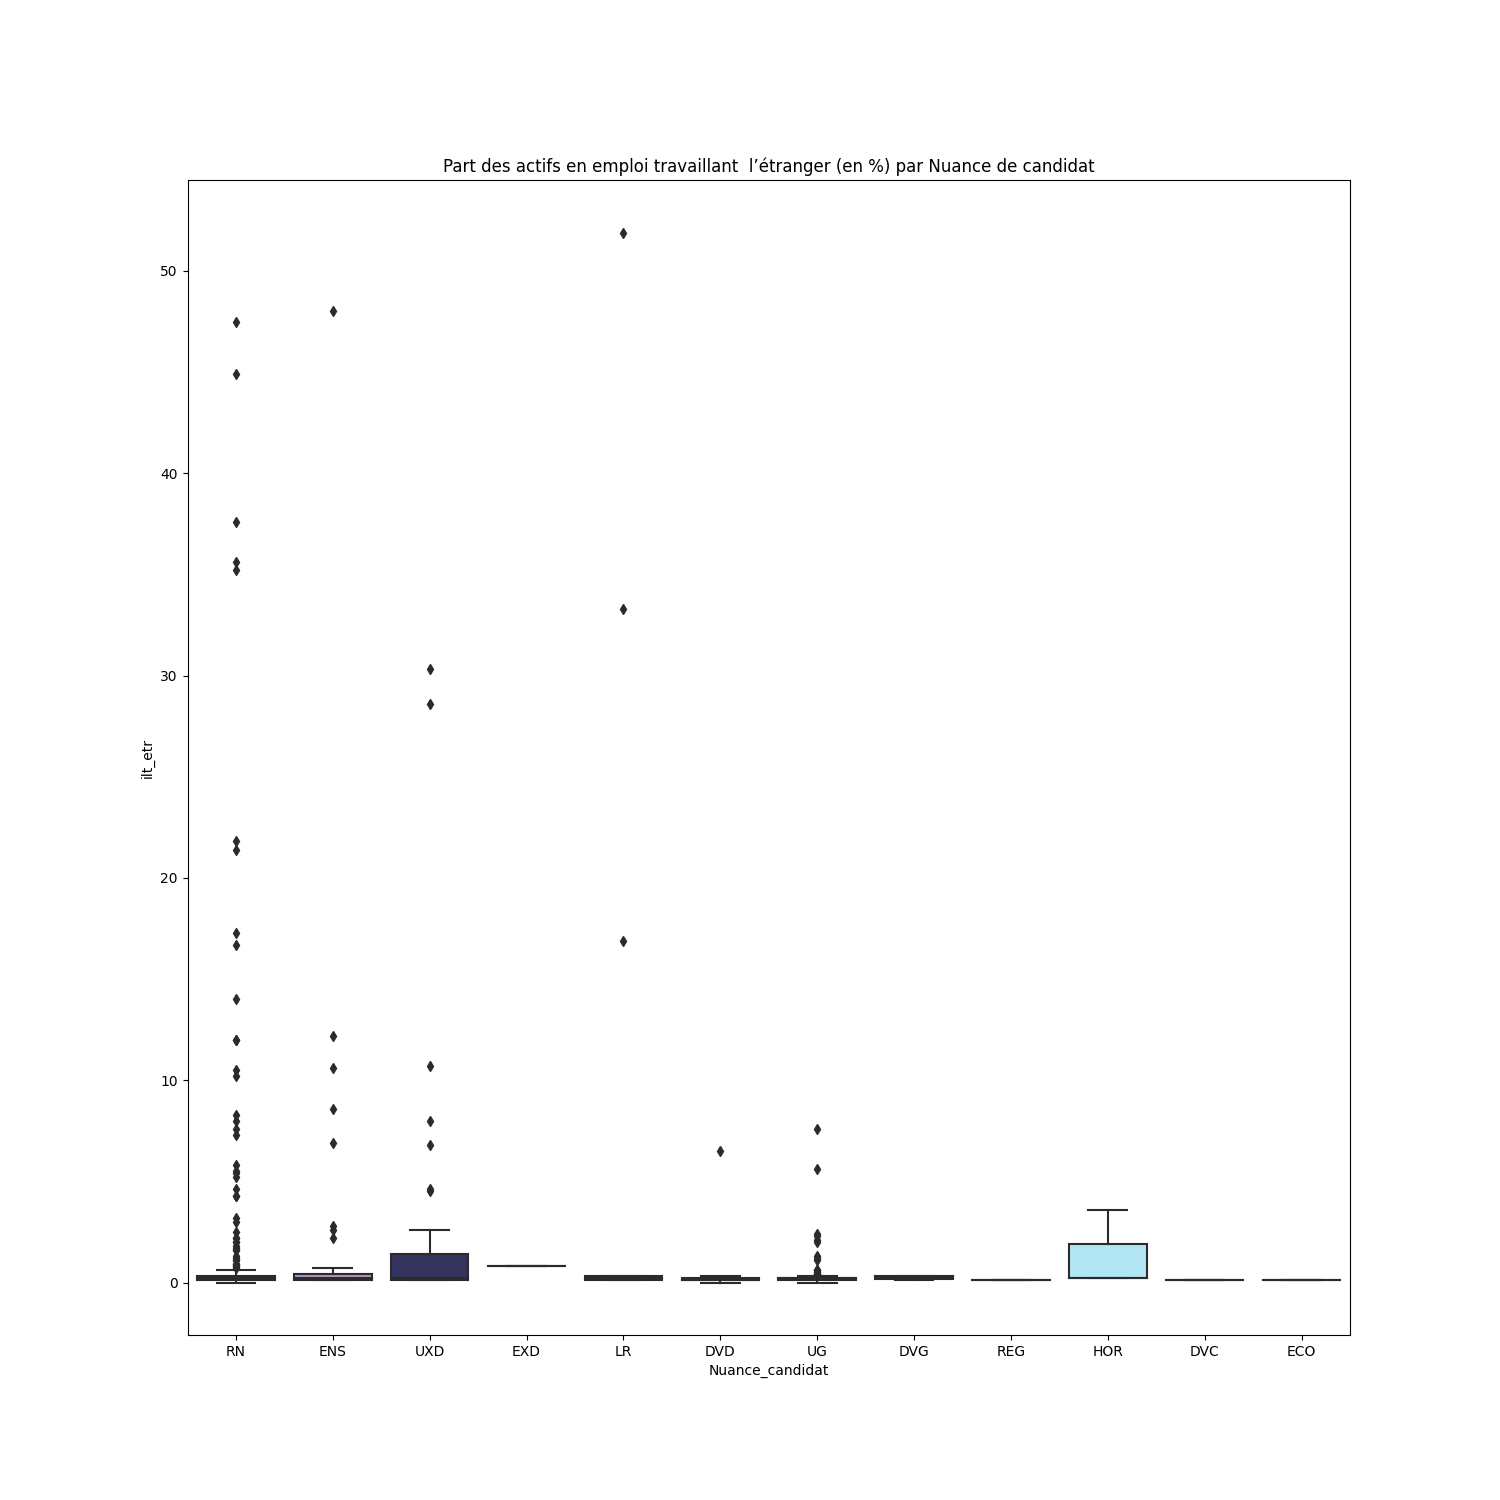 Part des actifs en emploi travaillant  l’étranger (en %) par Nuance de candidat
50
40
30
20
10
0
ilt_etr
RN ENS UXD EXD LR DVD UG DVG REG HOR DVC ECO
Nuance_candidat